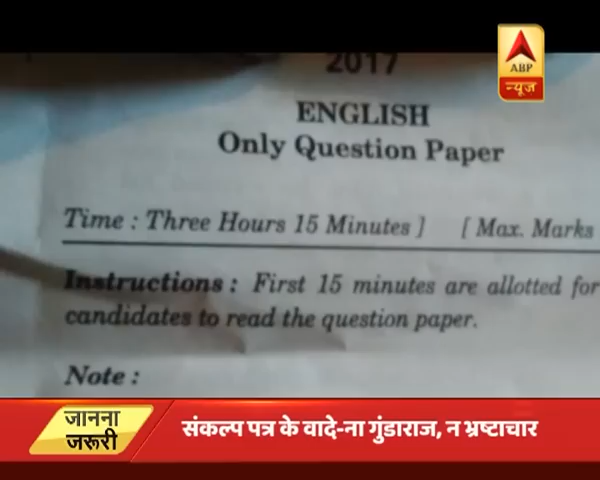 2017
ABP
न्यूज़
ENGLISH
Only Question Paper
Time : Three Hours 15 Minutes ] [ Max. Marks
Instructions : First 15 minutes are allotted for
candidates to read the question paper.
Note :
जानना
जरूरी
संकल्प पत्र के वादे-ना गुंडाराज, न भ्रष्टाचार